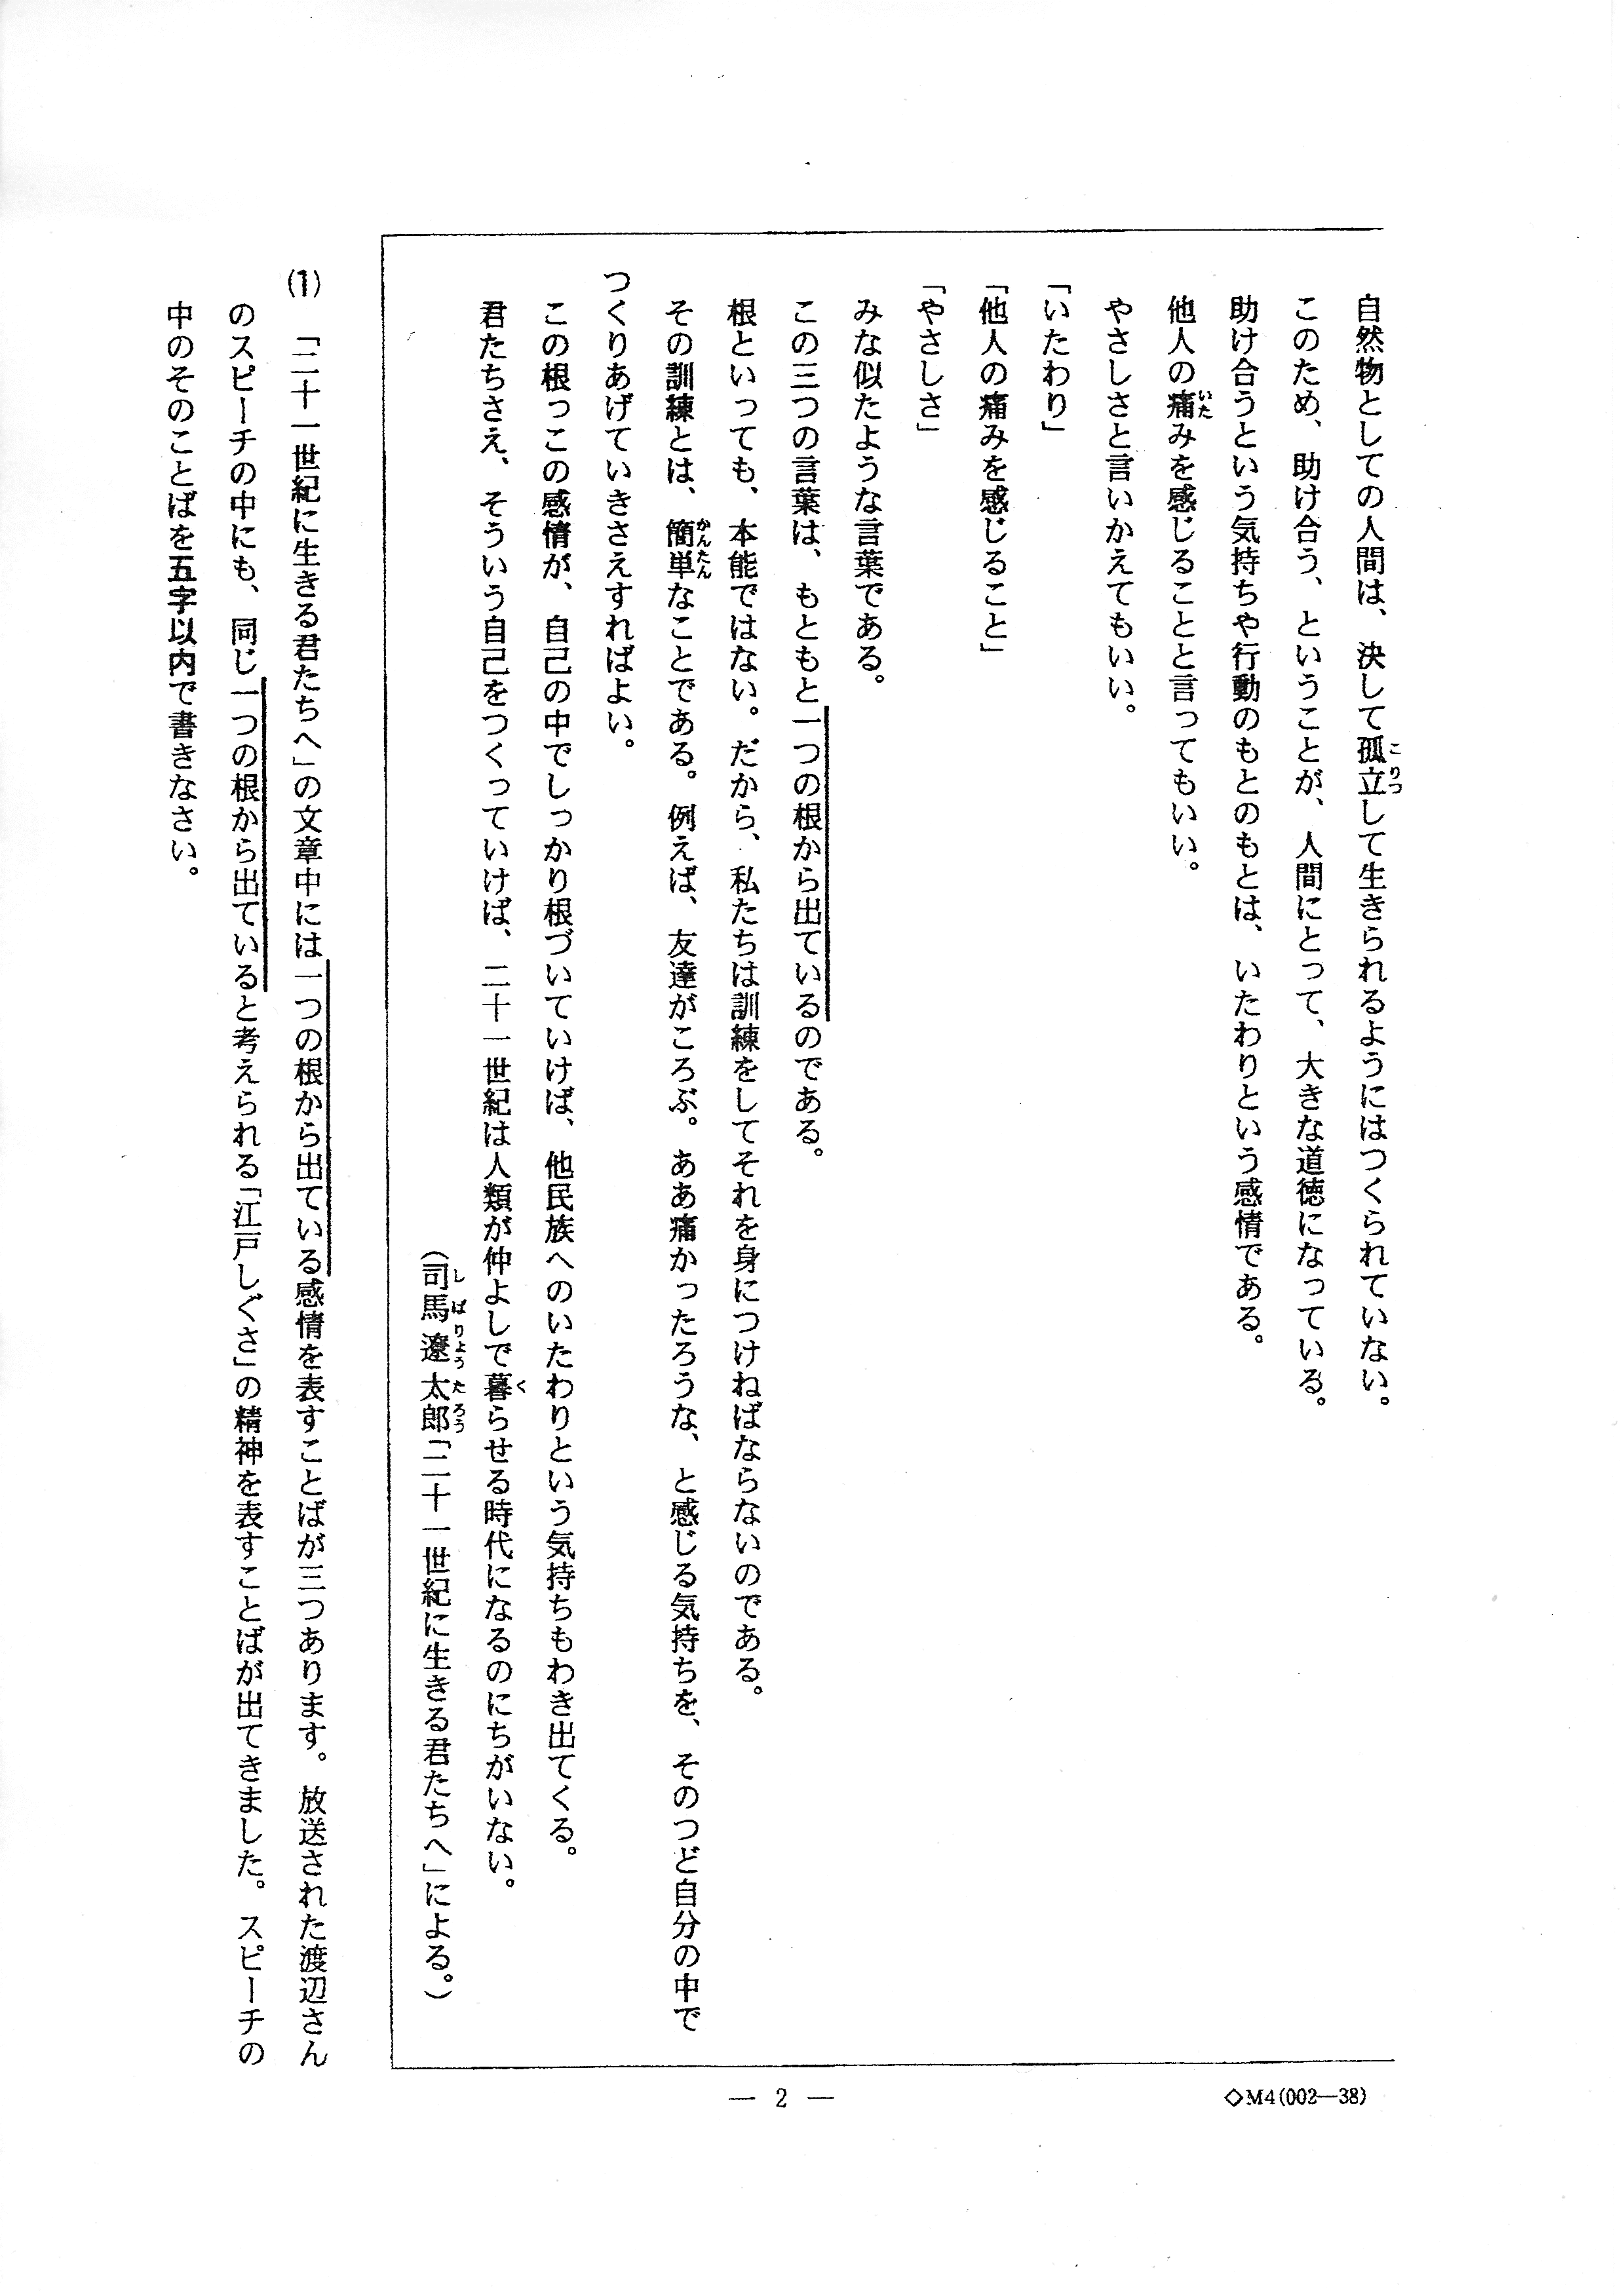 自然物としての人間は、決して孤立して生きられるようにはつくられていない。
このため、助け合う、ということが、人間にとって、大きな道徳になっている。
助け合うという気持ちや行動のもとのもとは、いたわりという感情である。
他人の痛みを感じることと言ってもいい。
やさしさと言いかえてもいい。
「いたわり」
「他人の痛みを感じること」
「やさしさ」
みな似たような言葉である。
この三つの言葉は、もともと一つの根から出ているのである。
根といっても、本能ではない。だから、私たちは訓練をしてそれを身につけねばならないのである。
その訓練とは、簡単なことである。例えば、友達がころぶ。ああ痛かったろうな、と感じる気持ちを、そのつど自分の中で
つくりあげていきさえすればよい。
この根っこの感情が、自己の中でしっかり根づいていけば、他民族へのいたわりという気持ちもわき出てくる。
君たちさえ、そういう自己をつくっていけば、二十一世紀は人類が仲よしで暮らせる時代になるのにちがいない。
（司馬遼太郎「二十一世紀に生きる君たちへ」による。）
(1) 「二十一世紀に生きる君たちへ」の文章中には一つの根から出ている感情を表すことばが三つあります。放送された渡辺さん
のスピーチの中にも、同じ一つの根から出ていると考えられる「江戸しぐさ」の精神を表すことばが出てきました。スピーチの
中のそのことばを五字以内で書きなさい。
— 2 —
◇M4(002—38)